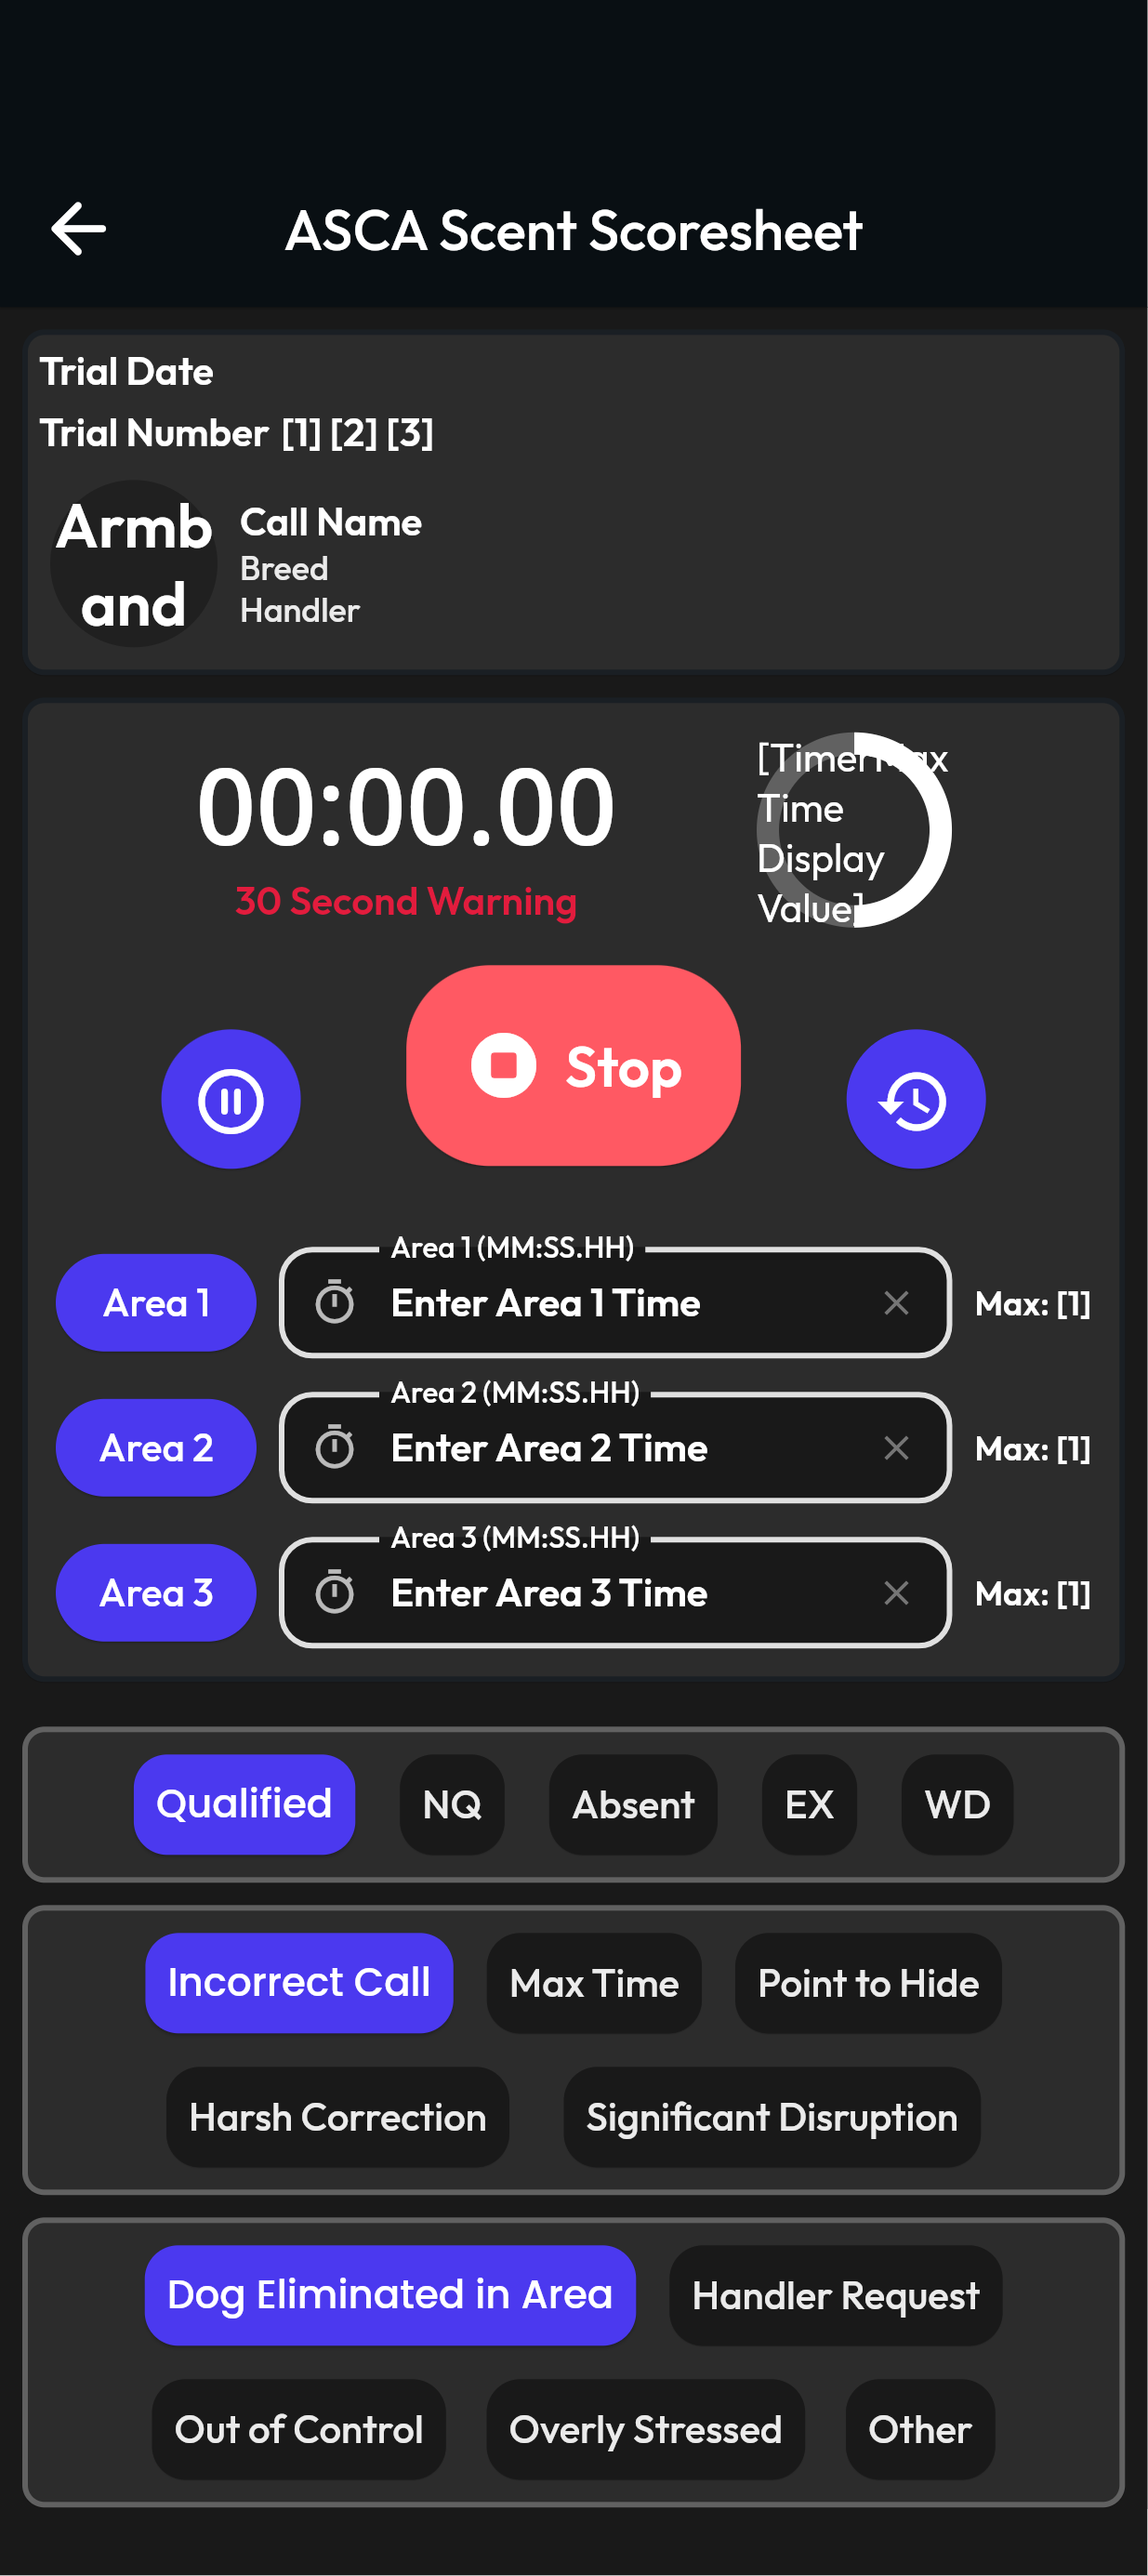 ASCA Scent Scoresheet
Trial Date
Trial Number [1] [2] [3]
Armb
and
Call Name
Breed
Handler
00:00.00
30 Second Warning
[TimerMax
Time
Display
Value]
Stop
Area 1
Area 1 (MM:SS.HH)
Enter Area 1 Time
Max: [1]
Area 2
Area 2 (MM:SS.HH)
Enter Area 2 Time
Max: [1]
Area 3
Area 3 (MM:SS.HH)
Enter Area 3 Time
Max: [1]
Qualified NQ Absent EX WD
Incorrect Call Max Time Point to Hide
Harsh Correction Significant Disruption
Dog Eliminated in Area Handler Request
Out of Control Overly Stressed Other